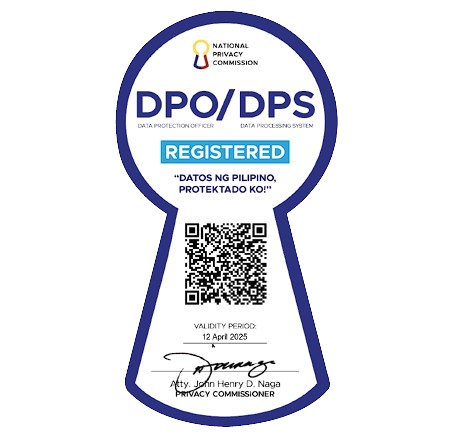 NATIONAL
PRIVACY
COMMISSION
DPO/DPS
DATA PROTECTION OFFICER DATA PROCESSING SYSTEM
REGISTERED
“DATOS NG PILIPINO,
PROTEKTADO KO!”
VALIDITY PERIOD:
12 April 2025
Atty. John Henry D. Naga
PRIVACY COMMISSIONER